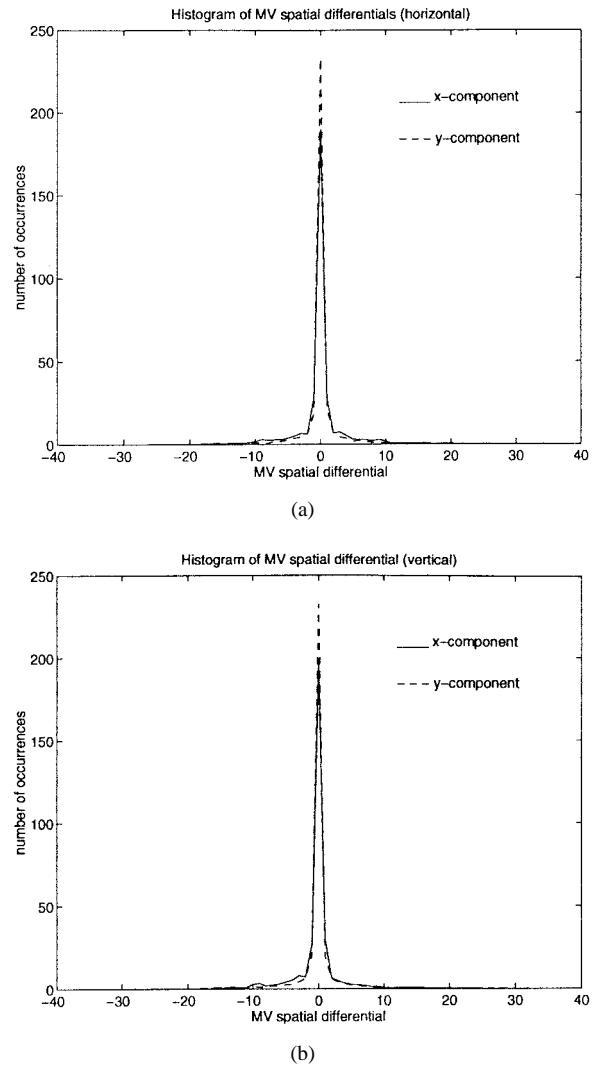 Histogram of MV spatial differentials (horizontal)
250
200
150
100
50
0
number of occurrences
x-component
y-component
-40 -30 -20 -10 0 10 20 30 40
MV spatial differential
(a)
Histogram of MV spatial differential (vertical)
250
200
150
100
50
0
number of occurrences
x-component
y-component
-40 -30 -20 -10 0 10 20 30 40
MV spatial differential
(b)